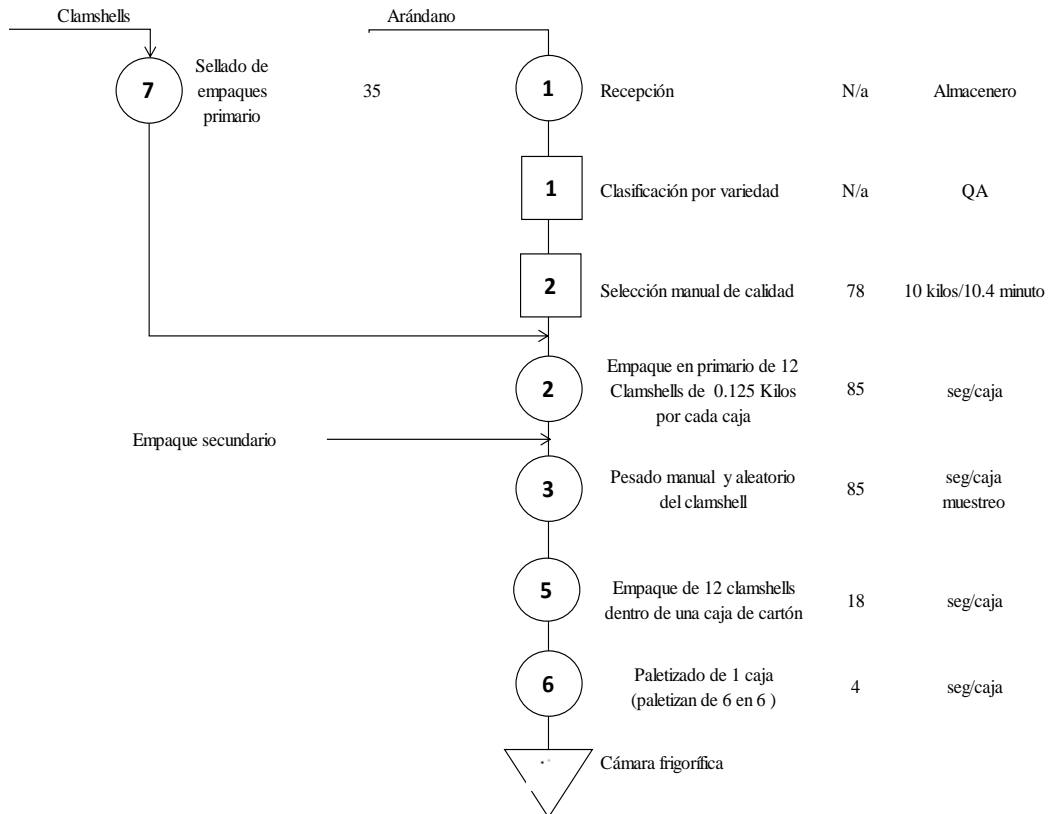 Clamshells
Arándano
7
Sellado de
empaques
primario
35
1
Recepción
N/a
Almacenero
1
Clasificación por variedad
N/a
QA
2
Selección manual de calidad
78
10 kilos/10.4 minuto
2
Empaque en primario de 12
Clamshells de 0.125 Kilos
por cada caja
85
seg/caja
Empaque secundario
3
Pesado manual y aleatorio
del clamshell
85
seg/caja
muestreo
5
Empaque de 12 clamshells
dentro de una caja de cartón
18
seg/caja
6
Paletizado de 1 caja
(paletizan de 6 en 6 )
4
seg/caja
Cámara frigorífica